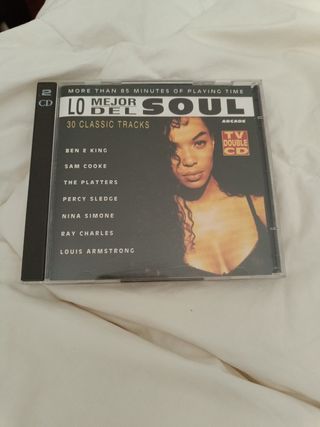 2
CD
MORE THAN 85 MINUTES OF PLAYING TIME
LO MEJOR DEL SOUL
30 CLASSIC TRACKS
ARCADE
TV
DOUBLE
CD
BEN E KING
SAM COOKE
THE PLATTERS
PERCY SLEDGE
NINA SIMONE
RAY CHARLES
LOUIS ARMSTRONG